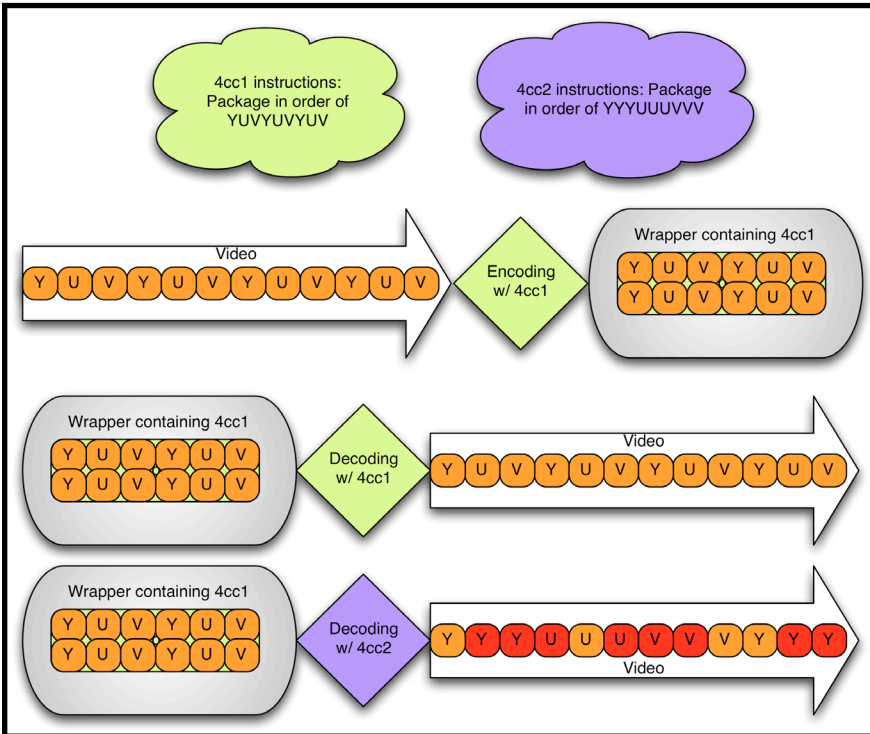 4cc1 instructions:
Package in order of
YUVYUVYUV
4cc2 instructions: Package
in order of YYYUUUVVV
Video
Y U V Y U V Y U V Y U V
Encoding
w/ 4cc1
Wrapper containing 4cc1
Y U V Y U V
Y U V Y U V
Wrapper containing 4cc1
Y U V Y U V
Y U V Y U V
Decoding
w/ 4cc1
Video
Y U V Y U V Y U V Y U V
Wrapper containing 4cc1
Y U V Y U V
Y U V Y U V
Decoding
w/ 4cc2
Y Y Y U U U V V V Y Y Y
Video